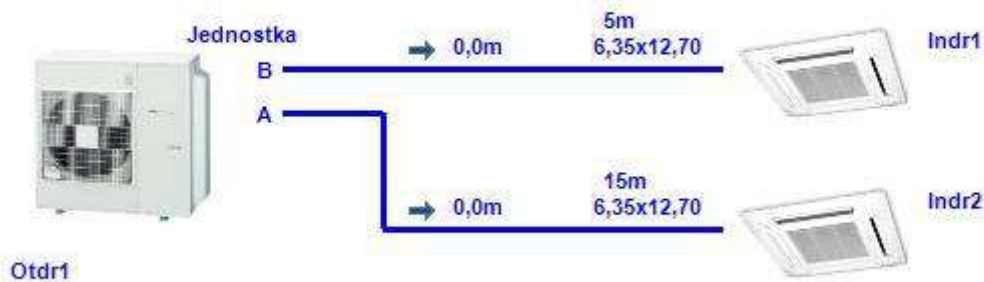 Jednostka
5m
0,0m 6,35x12,70
Indr1
B
A
15m
0,0m 6,35x12,70
Indr2
Otdr1